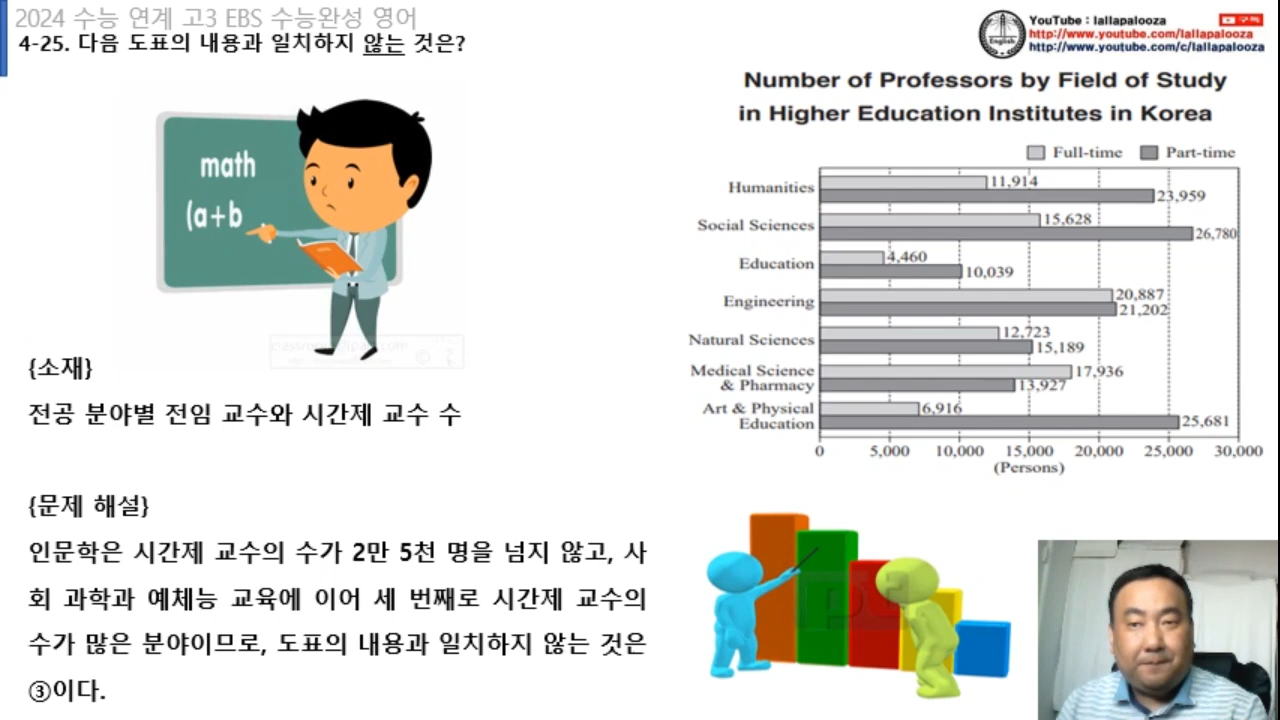 2024 수능 연계 고3 EBS 수능완성 영어
4-25. 다음 도표의 내용과 일치하지 않는 것은?
YouTube : lallapalooza
구독
http://www.youtube.com/lallapalooza
http://www.youtube.com/c/lallapalooza
English
math
(a+b
{소재}
전공 분야별 전임 교수와 시간제 교수 수
{문제 해설}
인문학은 시간제 교수의 수가 2만 5천 명을 넘지 않고, 사
회 과학과 예체능 교육에 이어 세 번째로 시간제 교수의
수가 많은 분야이므로, 도표의 내용과 일치하지 않는 것은
③이다.
Number of Professors by Field of Study
in Higher Education Institutes in Korea
Full-time Part-time
Humanities 11,914 23,959
Social Sciences 15,628 26,780
Education 4,460 10,039
Engineering 20,887 21,202
Natural Sciences 12,723 15,189
Medical Science
& Pharmacy 17,936 13,927
Art & Physical
Education 6,916 25,681
0 5,000 10,000 15,000 20,000 25,000 30,000
(Persons)